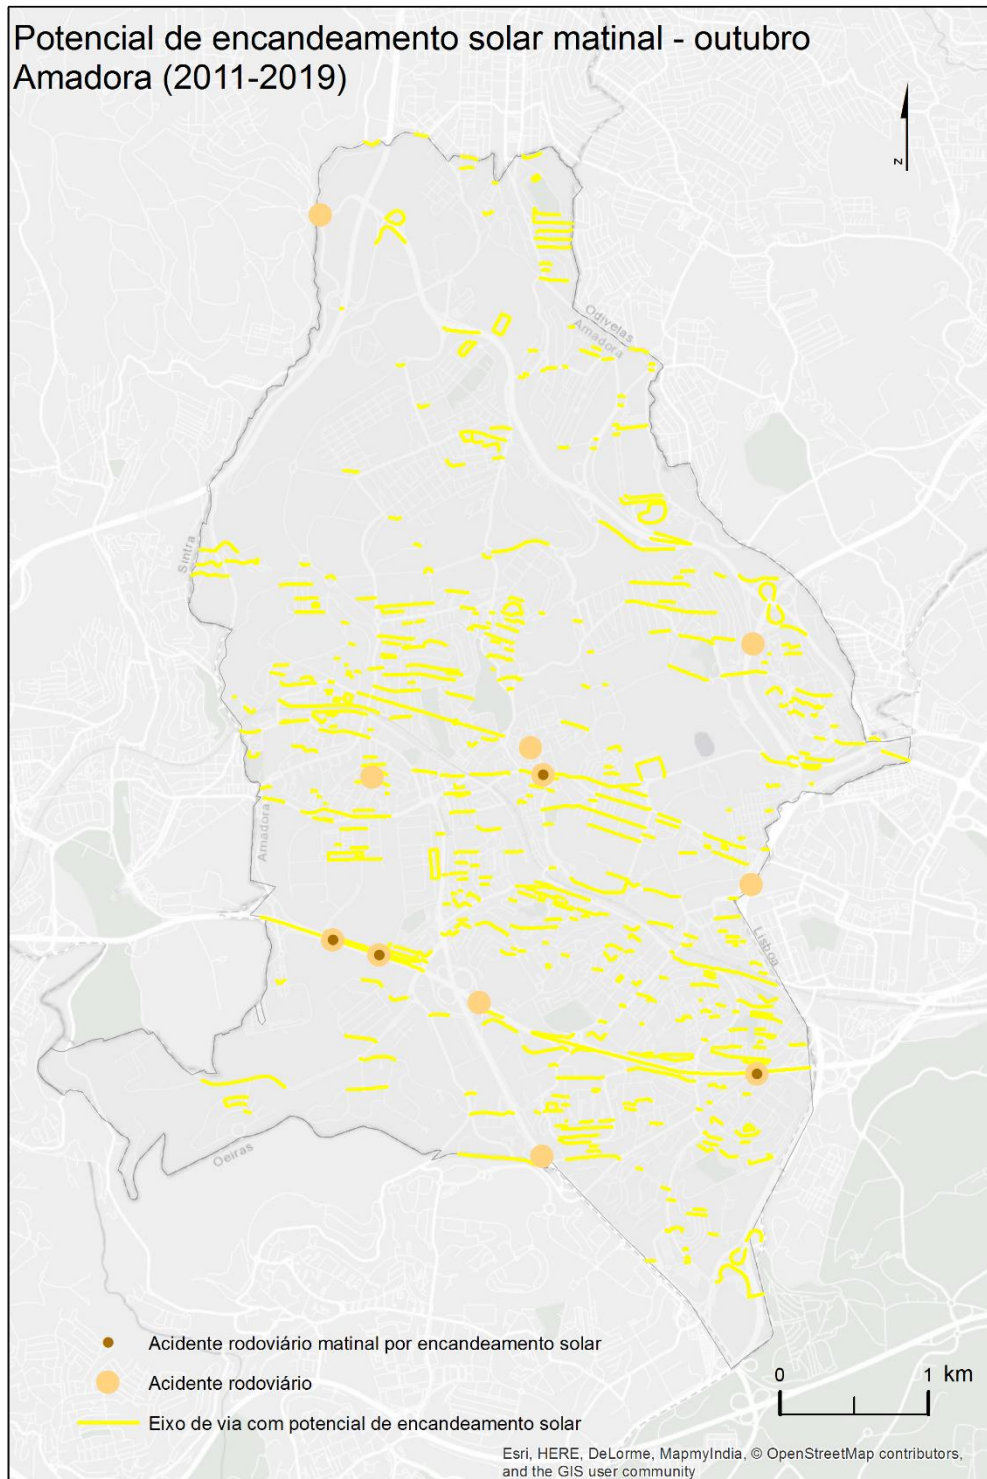 Potencial de encandeamento solar matinal - outubro
Amadora (2011-2019)
N
Odivelas
Amadora
Sintra
Amadora
Lisboa
Oeiras
Acidente rodoviário matinal por encandeamento solar
Acidente rodoviário
Eixo de via com potencial de encandeamento solar
0 1 km
Esri, HERE, DeLorme, MapmyIndia, © OpenStreetMap contributors,
and the GIS user community